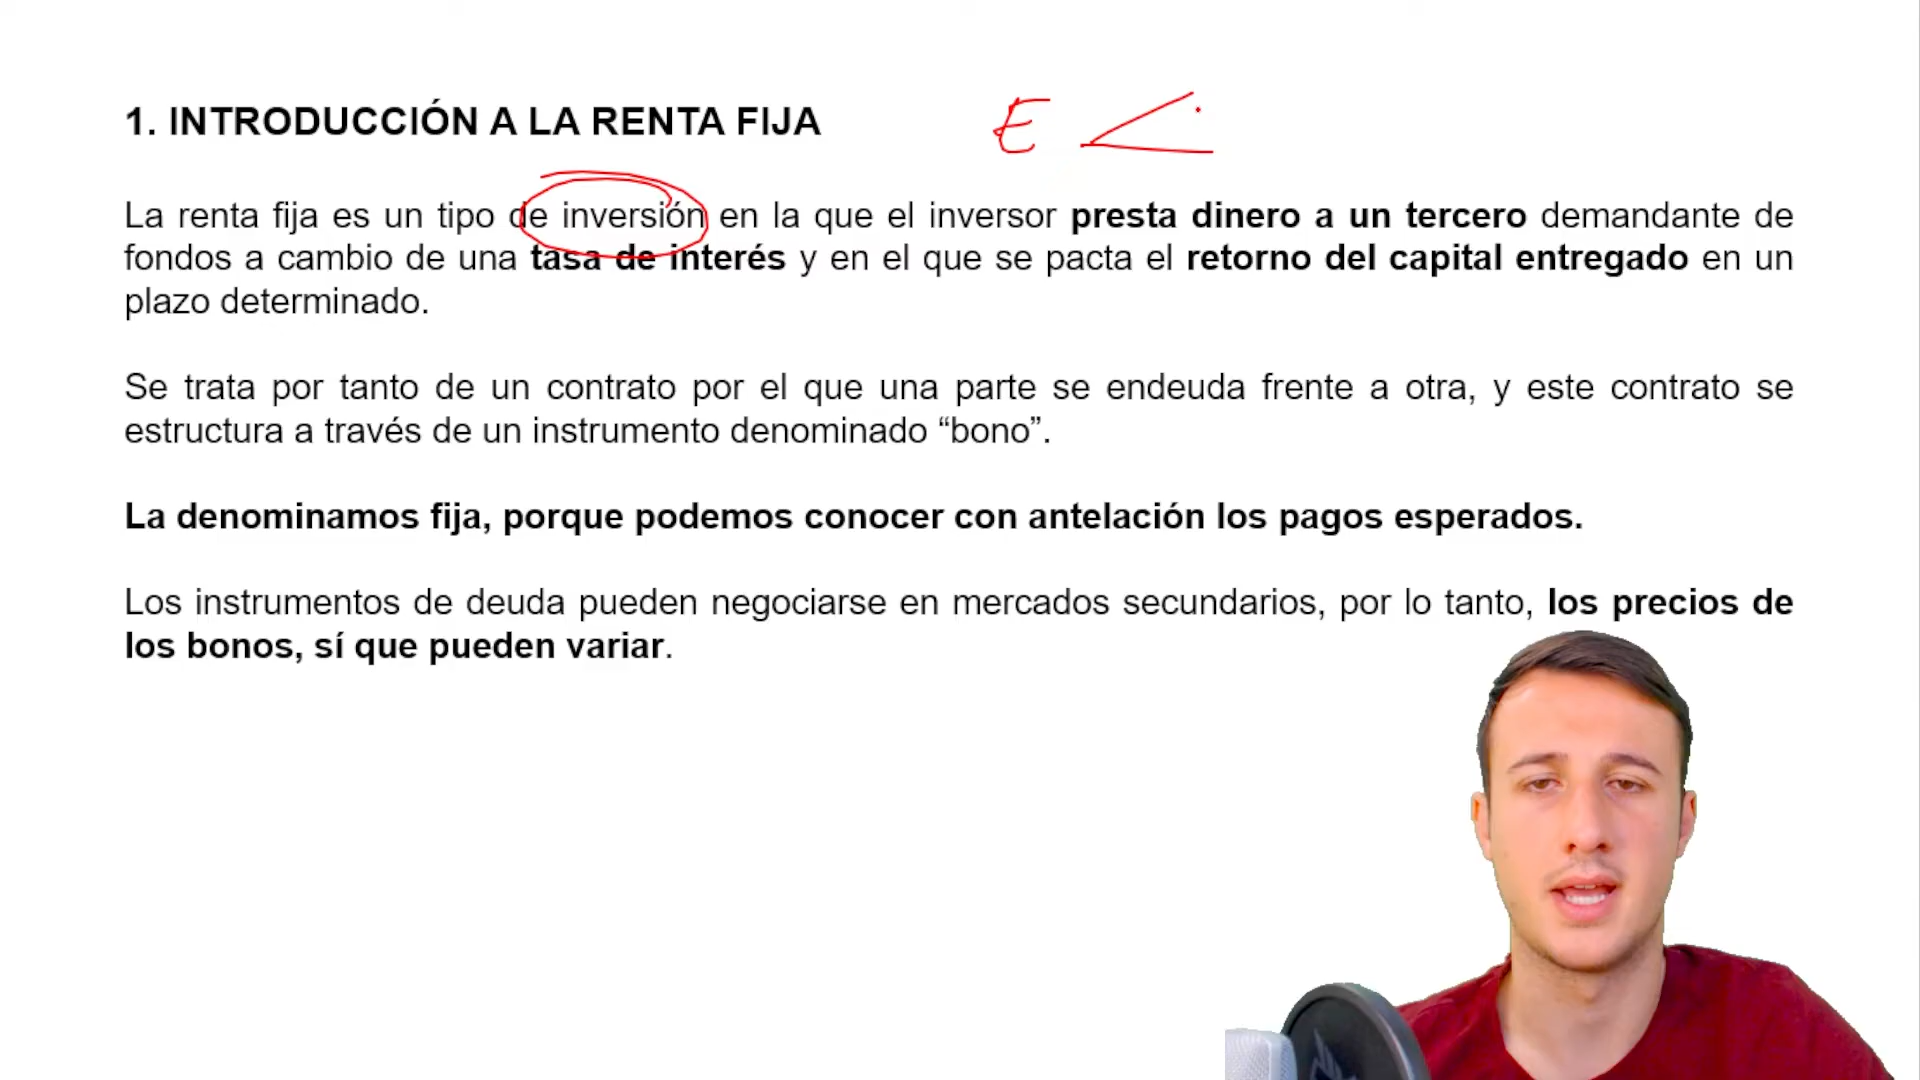 1. INTRODUCCIÓN A LA RENTA FIJA
E
La renta fija es un tipo de inversión en la que el inversor presta dinero a un tercero demandante de
fondos a cambio de una tasa de interés y en el que se pacta el retorno del capital entregado en un
plazo determinado.
Se trata por tanto de un contrato por el que una parte se endeuda frente a otra, y este contrato se
estructura a través de un instrumento denominado “bono”.
La denominamos fija, porque podemos conocer con antelación los pagos esperados.
Los instrumentos de deuda pueden negociarse en mercados secundarios, por lo tanto, los precios de
los bonos, sí que pueden variar.